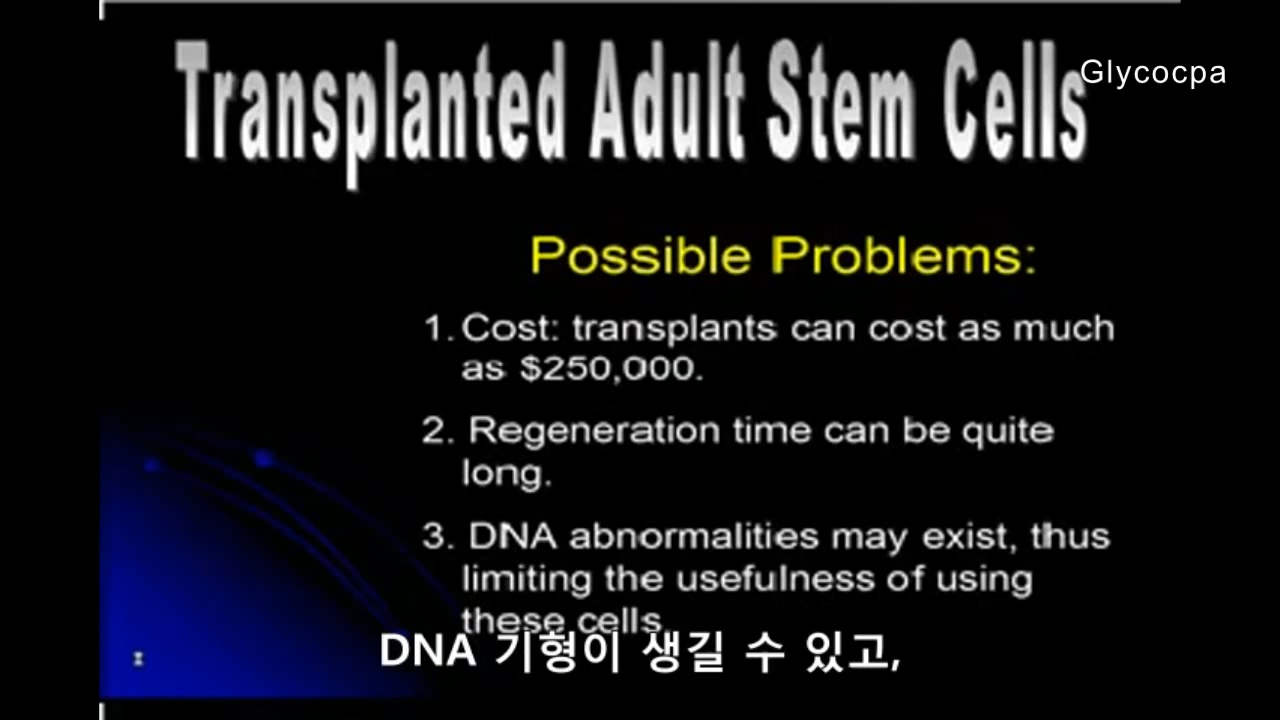 Transplanted Adult Stem Cells
Glycocpa
Possible Problems:
1. Cost: transplants can cost as much
as $250,000.
2. Regeneration time can be quite
long.
3. DNA abnormalities may exist, thus
limiting the usefulness of using
these cells.
DNA 기형이 생길 수 있고,